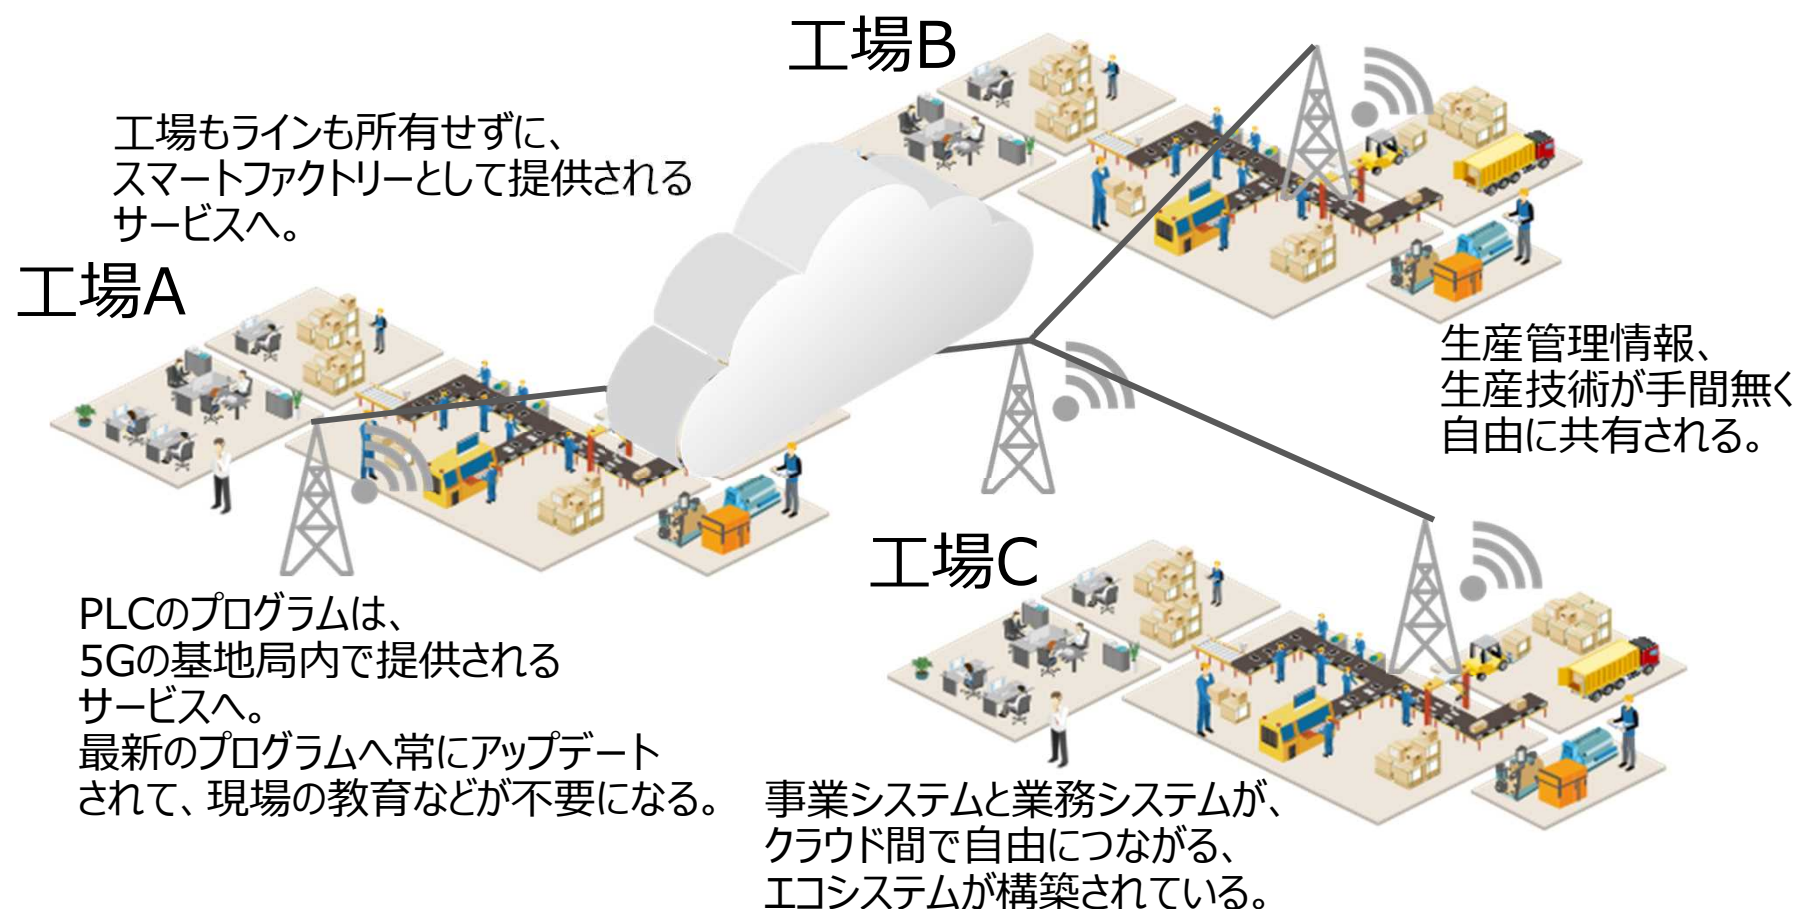 工場B
工場もラインも所有せずに、
スマートファクトリーとして提供される
サービスへ。
工場A
生産管理情報、
生産技術が手間無く
自由に共有される。
工場C
PLCのプログラムは、
5Gの基地局内で提供される
サービスへ。
最新のプログラムへ常にアップデート
されて、現場の教育などが不要になる。
事業システムと業務システムが、
クラウド間で自由につながる、
エコシステムが構築されている。